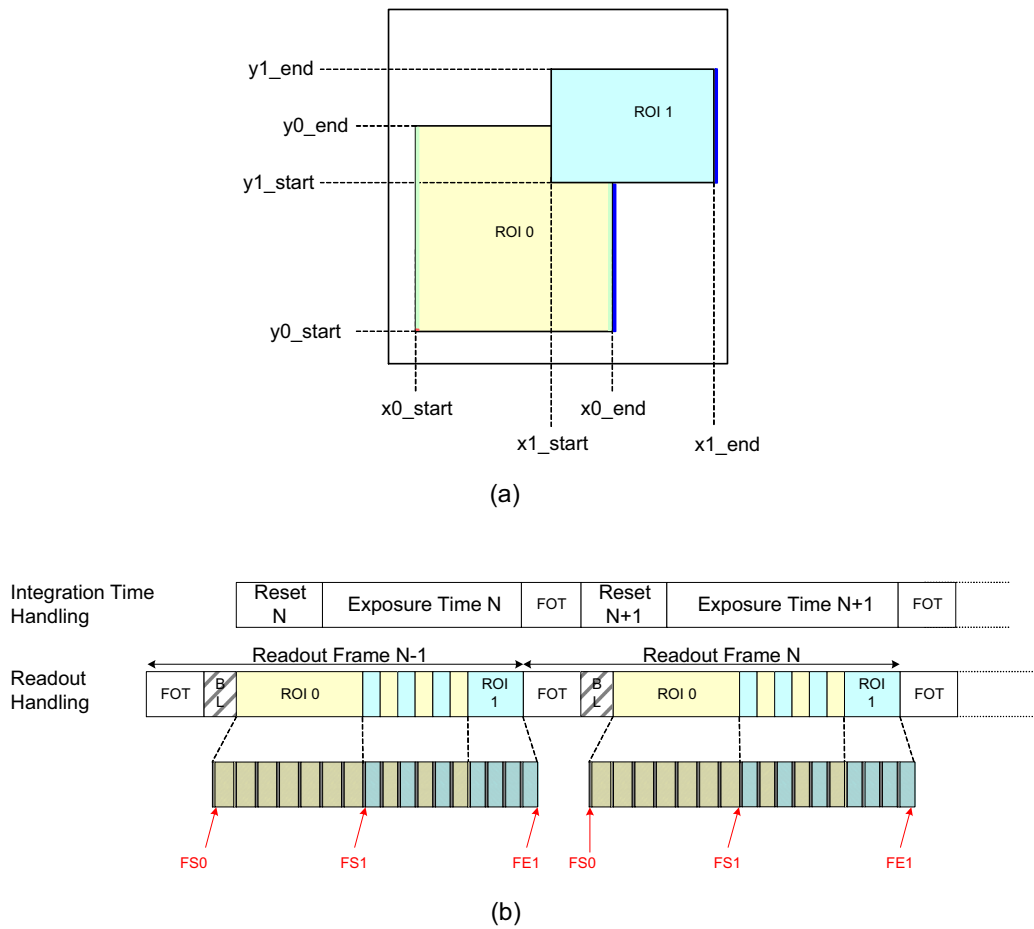 y1_end
ROI 1
y0_end
y1_start
ROI 0
y0_start
x0_start
x0_end
x1_start
x1_end
(a)
Integration Time
Handling
Reset
N
Exposure Time N
FOT
Reset
N+1
Exposure Time N+1
FOT
Readout Frame N-1
Readout Frame N
Readout
Handling
FOT
B
L
ROI 0
ROI
1
FOT
B
L
ROI 0
ROI
1
FOT
FS0
FS1
FE1
FS0
FS1
FE1
(b)